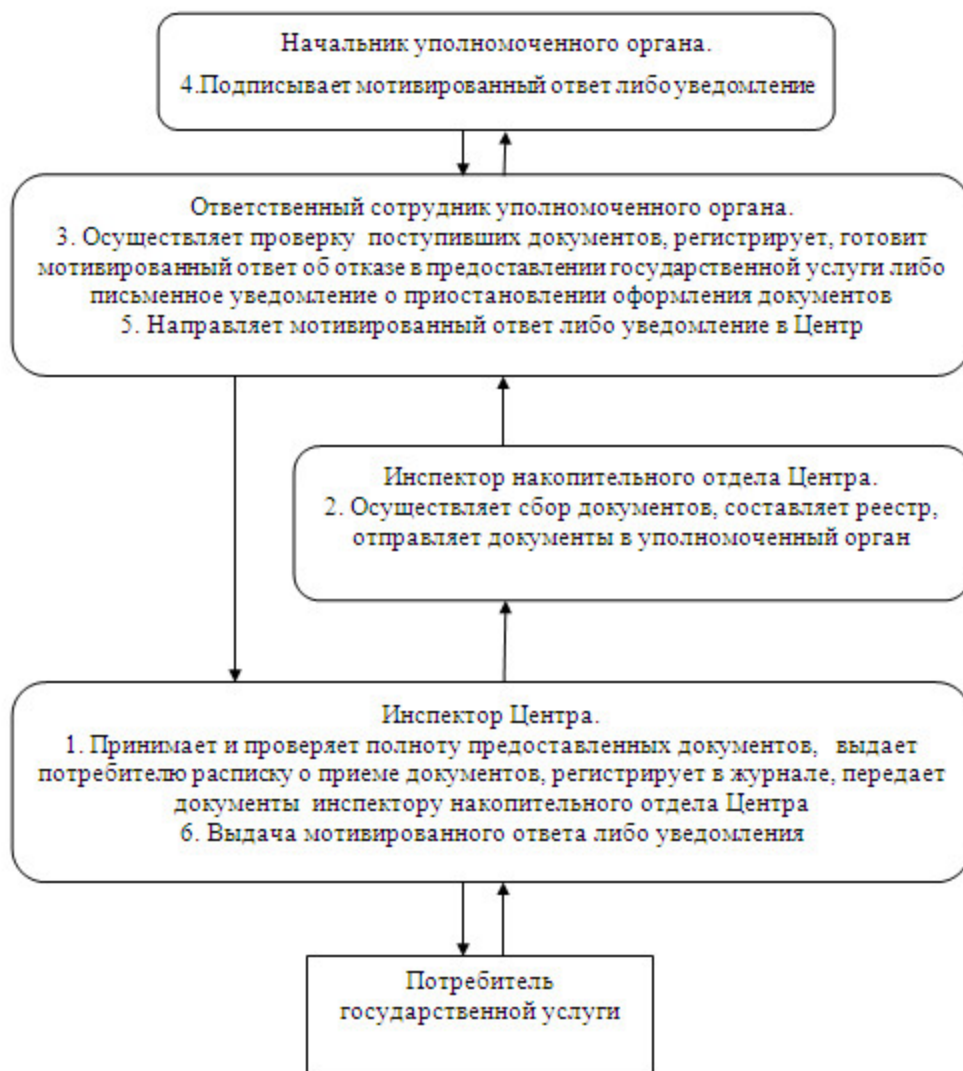 Начальник уполномоченного органа.
4.Подписывает мотивированный ответ либо уведомление
Ответственный сотрудник уполномоченного органа.
3. Осуществляет проверку поступивших документов, регистрирует, готовит
мотивированный ответ об отказе в предоставлении государственной услуги либо
письменное уведомление о приостановлении оформления документов
5. Направляет мотивированный ответ либо уведомление в Центр
Инспектор накопительного отдела Центра.
2. Осуществляет сбор документов, составляет реестр,
отправляет документы в уполномоченный орган
Инспектор Центра.
1. Принимает и проверяет полноту предоставленных документов, выдает
потребителю расписку о приеме документов, регистрирует в журнале, передает
документы инспектору накопительного отдела Центра
6. Выдача мотивированного ответа либо уведомления
Потребитель
государственной услуги